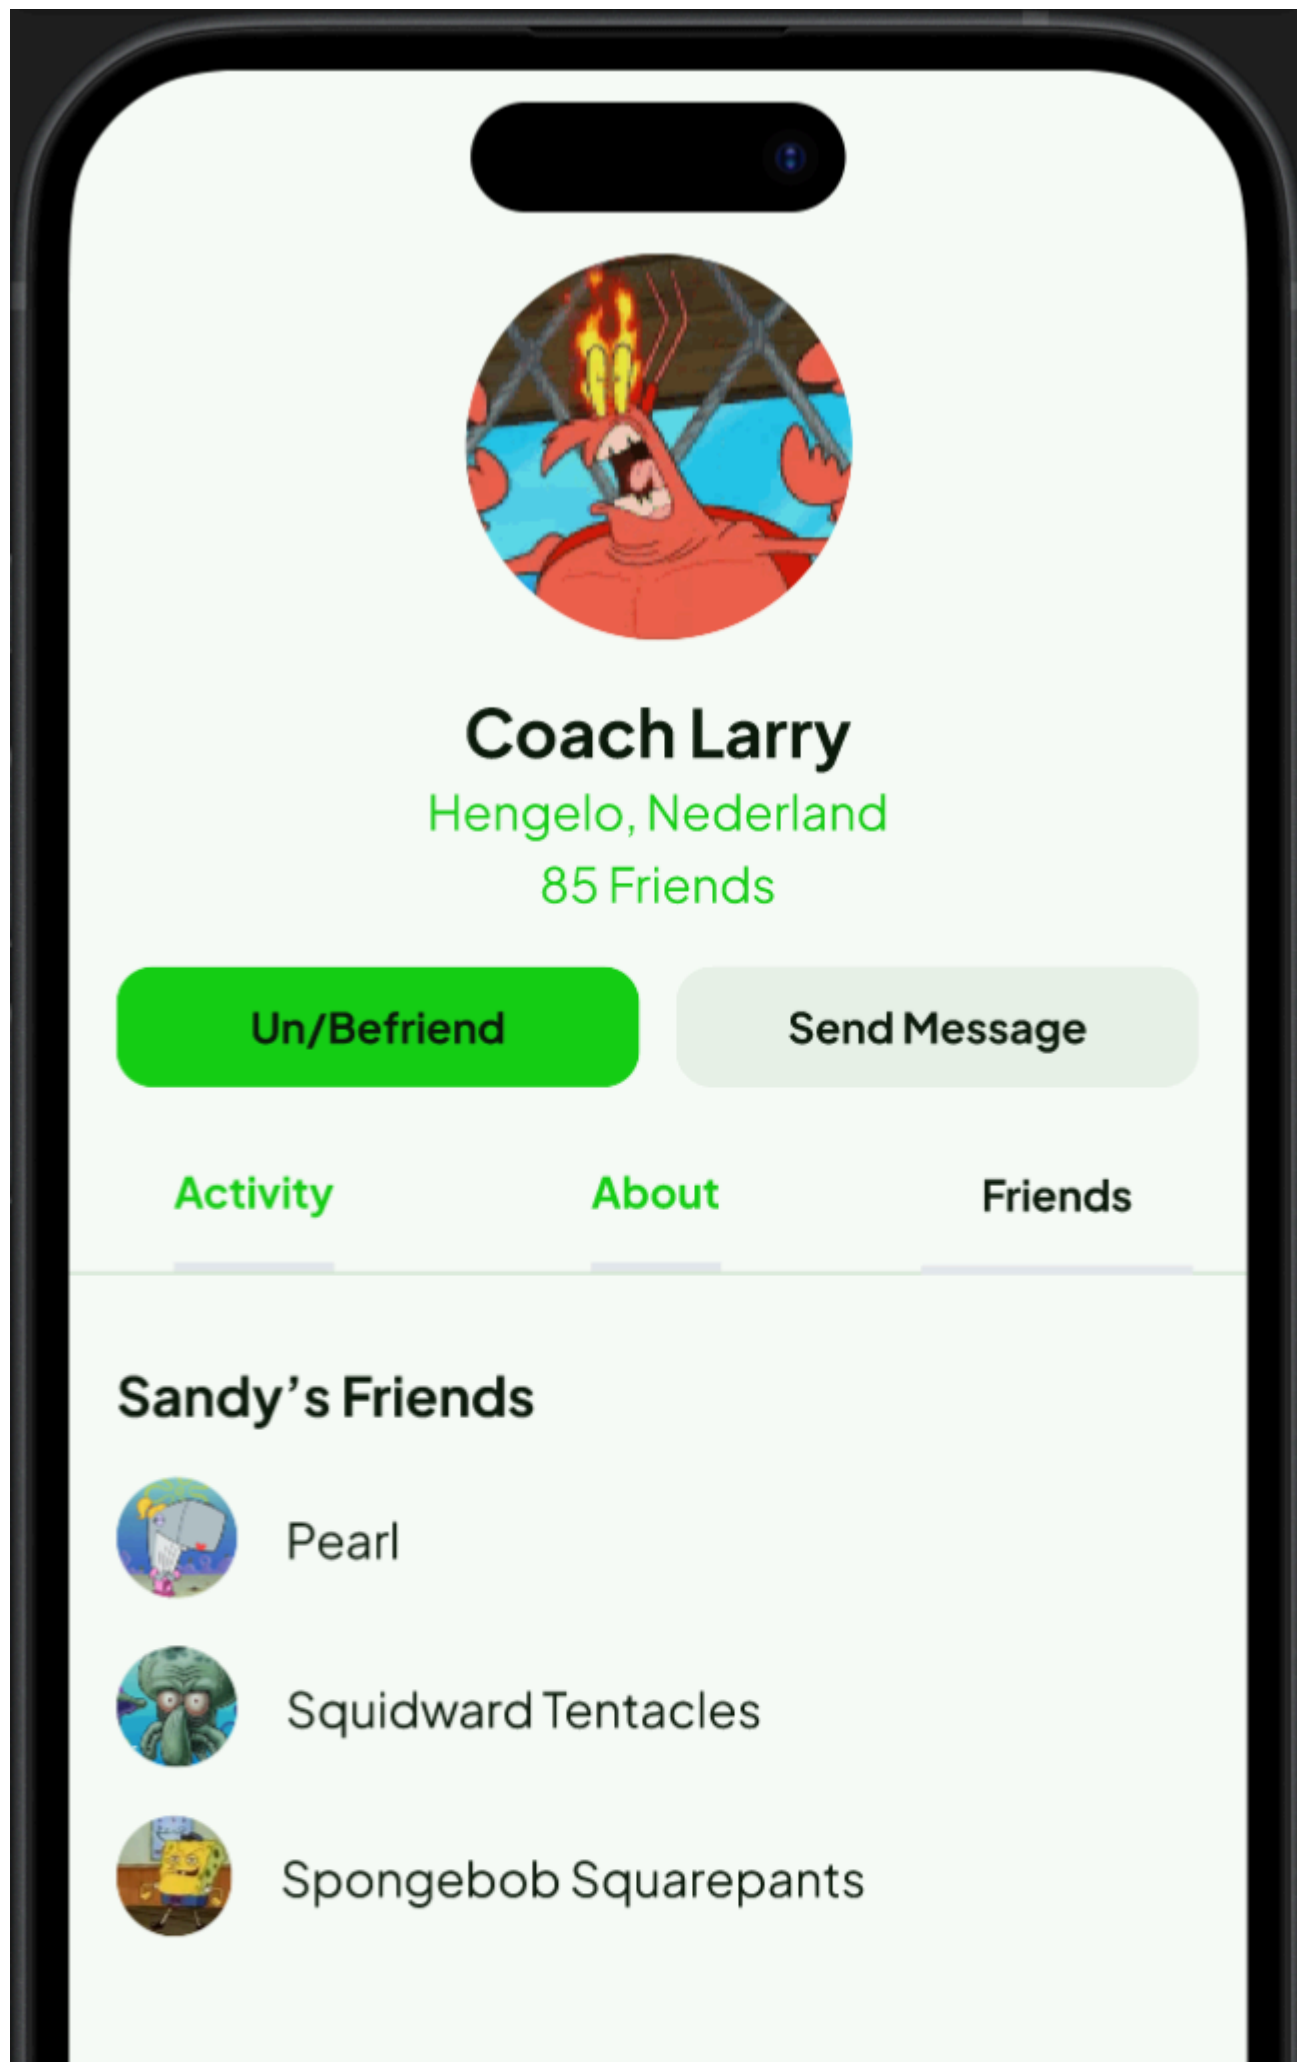 Coach Larry
Hengelo, Nederland
85 Friends
Un/Befriend
Send Message
Activity
About
Friends
Sandy’s Friends
Pearl
Squidward Tentacles
Spongebob Squarepants